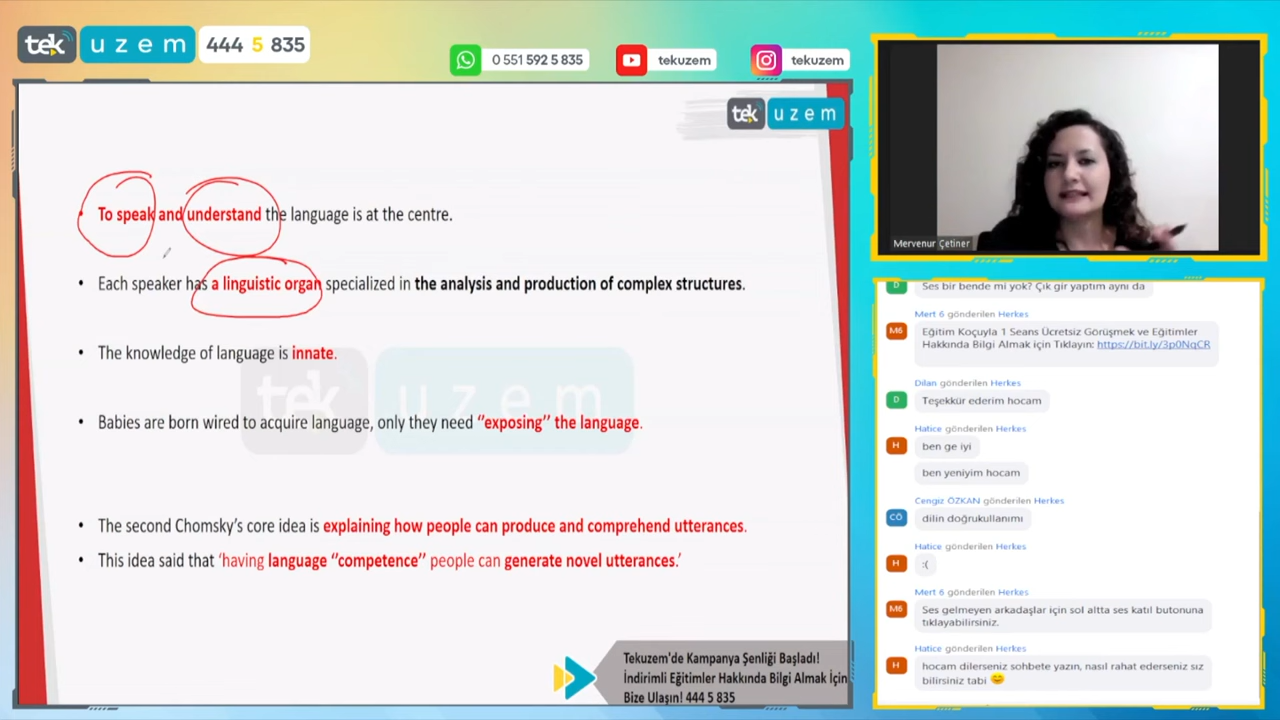 tek uzem 444 5 835
0 551 592 5 835
tekuzem
tekuzem
tek uzem
• To speak and understand the language is at the centre.
• Each speaker has a linguistic organ specialized in the analysis and production of complex structures.
• The knowledge of language is innate.
tek uzem
• Babies are born wired to acquire language, only they need ‘’exposing’’ the language.
• The second Chomsky’s core idea is explaining how people can produce and comprehend utterances.
• This idea said that ‘having language ‘’competence’’ people can generate novel utterances.’
Tekuzem'de Kampanya Şenliği Başladı!
İndirimli Eğitimler Hakkında Bilgi Almak İçin
Bize Ulaşın! 444 5 835
Mervenur Çetiner
D
Ses bir bende mi yok? Çık gir yaptım aynı da
Mert 6 gönderilen Herkes
M6
Eğitim Koçuyla 1 Seans Ücretsiz Görüşmek ve Eğitimler
Hakkında Bilgi Almak için Tıklayın: https://bit.ly/3p0NqCR
Dilan gönderilen Herkes
D
Teşekkür ederim hocam
Hatice gönderilen Herkes
H
ben ge iyi
ben yeniyim hocam
Cengiz ÖZKAN gönderilen Herkes
CÖ
dilin doğrukullanımı
Hatice gönderilen Herkes
H
:(
Mert 6 gönderilen Herkes
M6
Ses gelmeyen arkadaşlar için sol altta ses katıl butonuna
tıklayabilirsiniz.
Hatice gönderilen Herkes
H
hocam dilerseniz sohbete yazın, nasıl rahat ederseniz siz
bilirsiniz tabi 😊